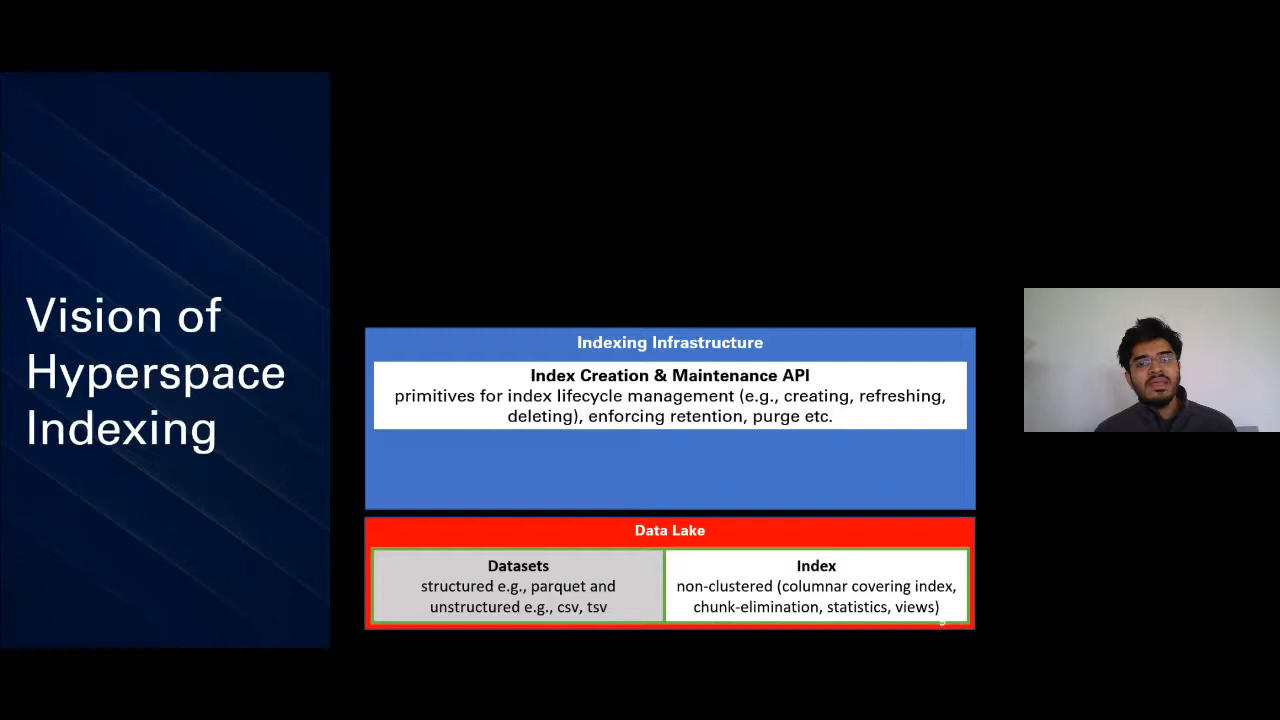 Vision of
Hyperspace
Indexing
Indexing Infrastructure
Index Creation & Maintenance API
primitives for index lifecycle management (e.g., creating, refreshing,
deleting), enforcing retention, purge etc.
Data Lake
Datasets
structured e.g., parquet and
unstructured e.g., csv, tsv
Index
non-clustered (columnar covering index,
chunk-elimination, statistics, views)